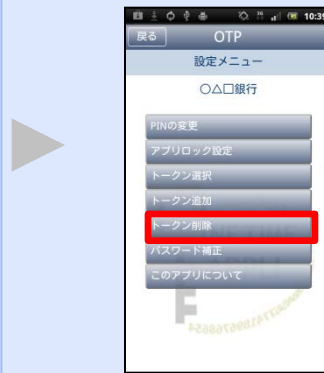 10:39
戻る OTP
設定メニュー
○△□銀行
PINの変更
アプリロック設定
トークン選択
トークン追加
トークン削除
パスワード補正
このアプリについて